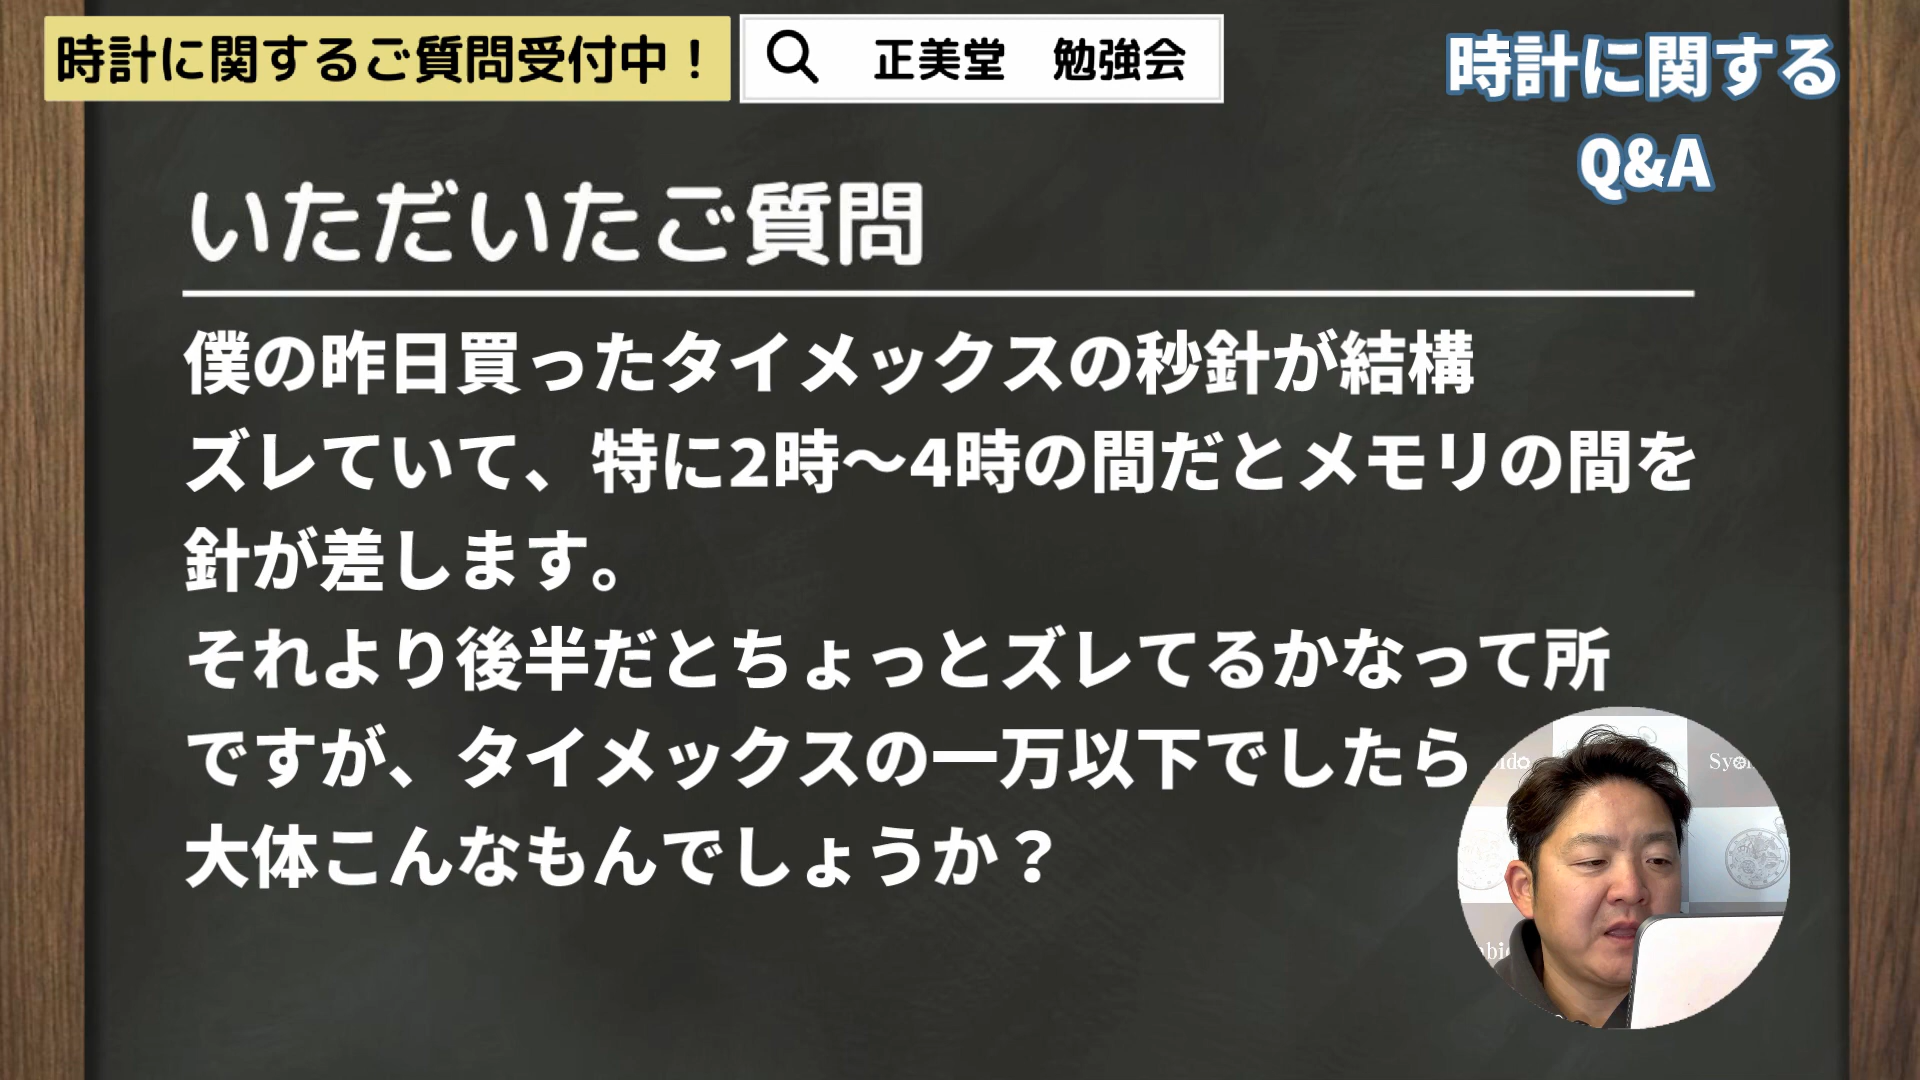 時計に関するご質問受付中！
正美堂　勉強会
時計に関する
Q&A
いただいたご質問
僕の昨日買ったタイメックスの秒針が結構
ズレていて、特に2時〜4時の間だとメモリの間を
針が差します。
それより後半だとちょっとズレてるかなって所
ですが、タイメックスの一万以下でしたら
大体こんなもんでしょうか？